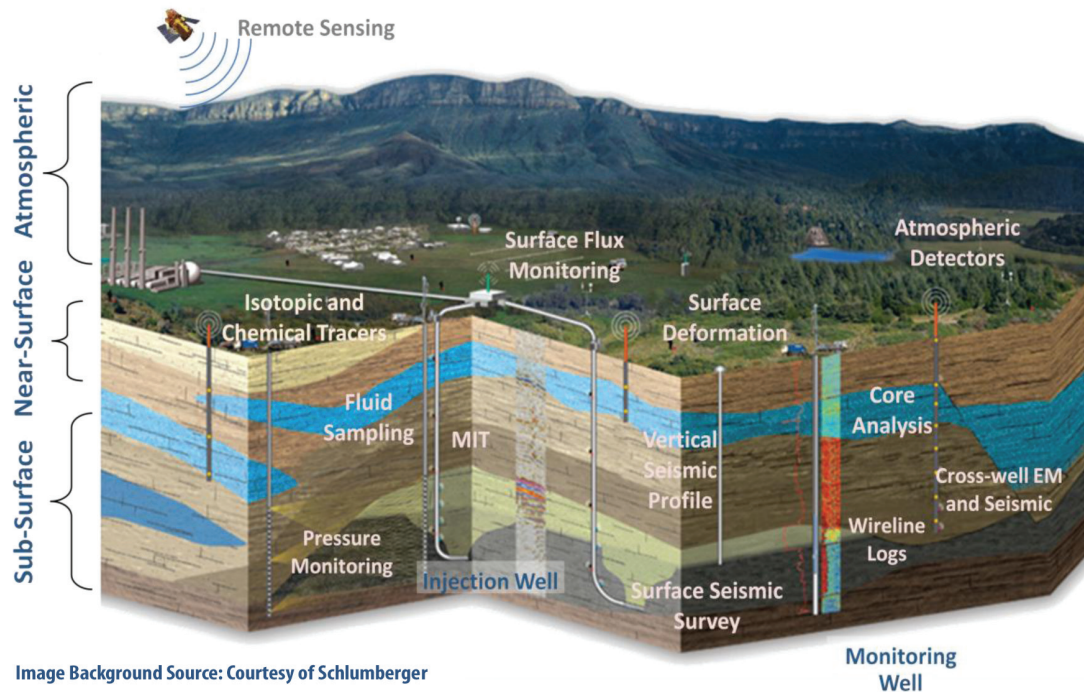 Remote Sensing
Atmospheric
Near-Surface
Sub-Surface
Surface Flux
Monitoring
Atmospheric
Detectors
Isotopic and
Chemical Tracers
Surface
Deformation
Fluid
Sampling
MIT
Vertical
Seismic
Profile
Core
Analysis
Cross-well EM
and Seismic
Pressure
Monitoring
Injection Well
Wireline
Logs
Surface Seismic
Survey
Monitoring
Well
Image Background Source: Courtesy of Schlumberger